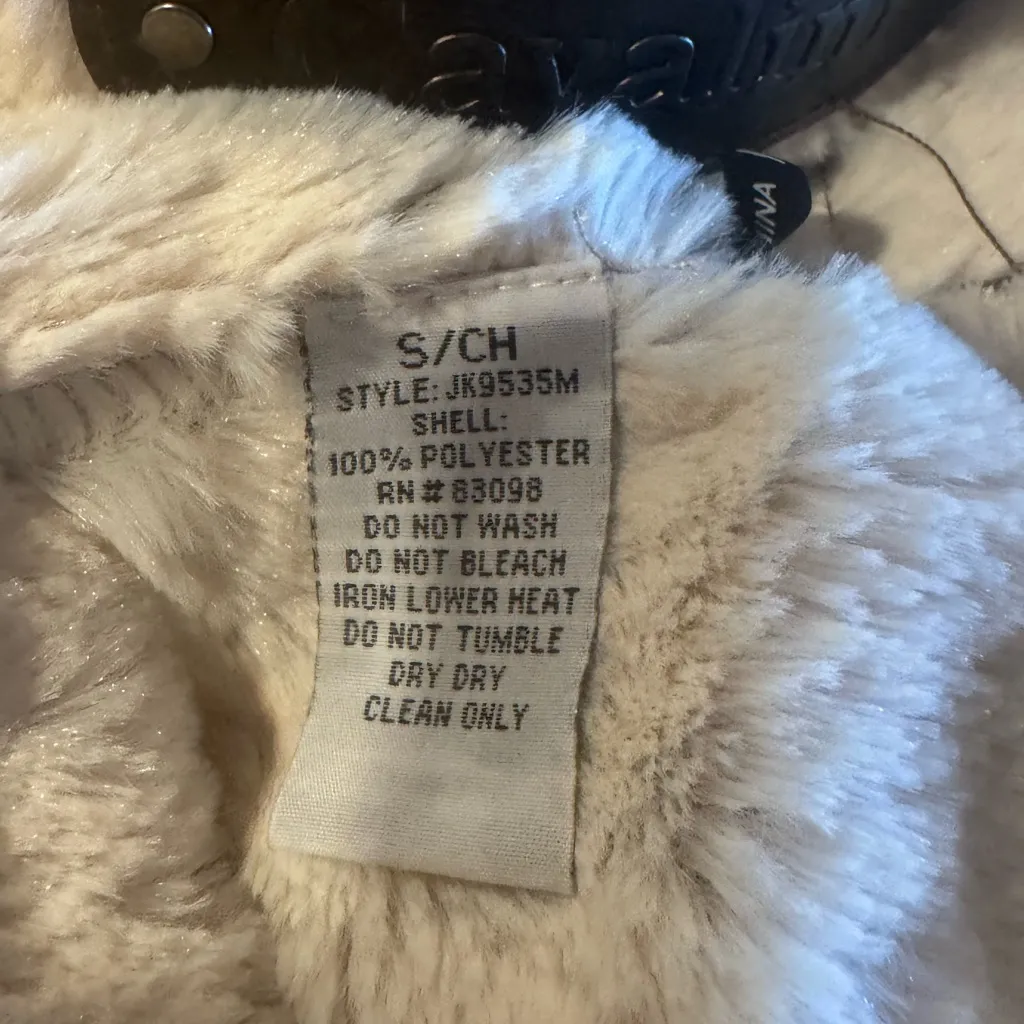 S/CH
STYLE: JK9535M
SHELL:
100% POLYESTER
RN # 83098
DO NOT WASH
DO NOT BLEACH
IRON LOWER HEAT
DO NOT TUMBLE
DRY DRY
CLEAN ONLY